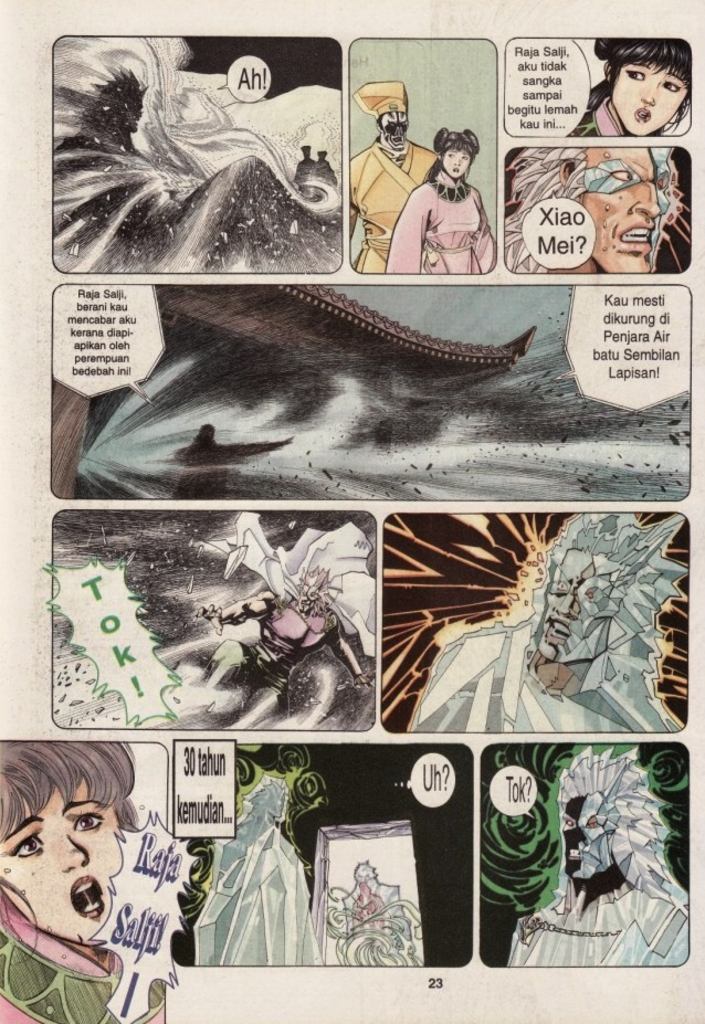 Ah!
Raja Salji,
aku tidak
sangka
sampai
begitu lemah
kau ini...
Xiao
Mei?
Raja Salji,
berani kau
mencabar aku
kerana diapi-
apikan oleh
perempuan
bedebah ini!
Kau mesti
dikurung di
Penjara Air
batu Sembilan
Lapisan!
Tok!
Raja
Salji!
30 tahun
kemudian...
...Uh?
Tok?
23